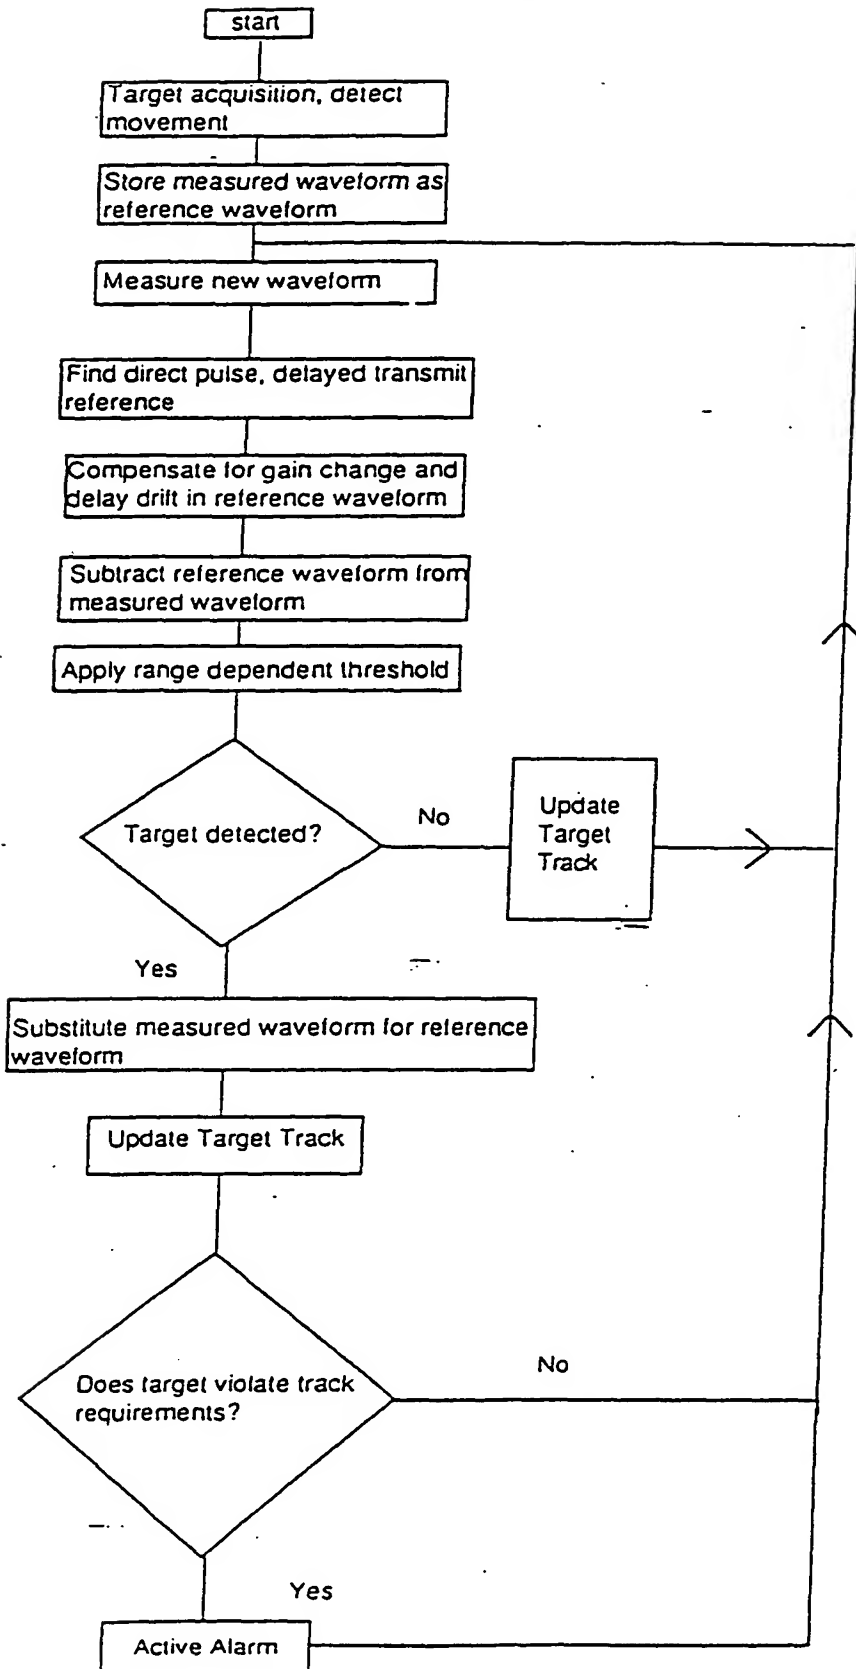 start
Target acquisition, detect
movement
Store measured waveform as
reference waveform
Measure new waveform
Find direct pulse, delayed transmit
reference
Compensate for gain change and
delay drift in reference waveform
Subtract reference waveform from
measured waveform
Apply range dependent threshold
Target detected?
No
Update
Target
Track
Yes
Substitute measured waveform for reference
waveform
Update Target Track
Does target violate track
requirements?
No
Yes
Active Alarm